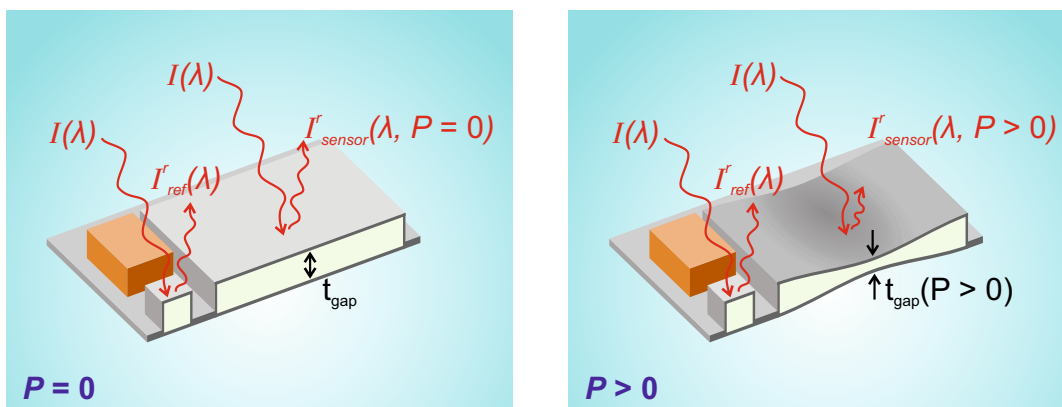 I(λ)
I(λ)
I^r_sensor(λ, P = 0)
I^r_ref(λ)
t_gap
P = 0
I(λ)
I(λ)
I^r_sensor(λ, P > 0)
I^r_ref(λ)
t_gap(P > 0)
P > 0